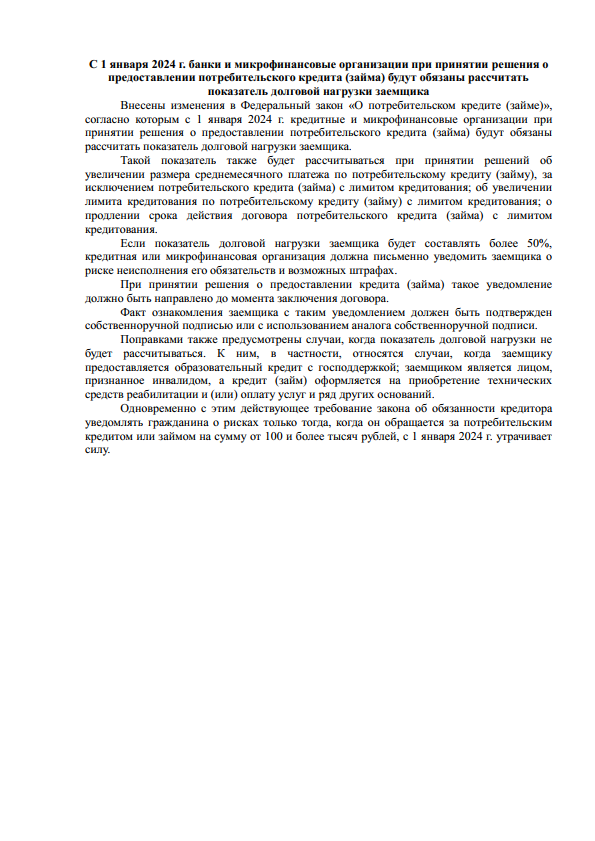 С 1 января 2024 г. банки и микрофинансовые организации при принятии решения о
предоставлении потребительского кредита (займа) будут обязаны рассчитать
показатель долговой нагрузки заемщика
Внесены изменения в Федеральный закон «О потребительском кредите (займе)»,
согласно которым с 1 января 2024 г. кредитные и микрофинансовые организации при
принятии решения о предоставлении потребительского кредита (займа) будут обязаны
рассчитать показатель долговой нагрузки заемщика.
Такой показатель также будет рассчитываться при принятии решений об
увеличении размера среднемесячного платежа по потребительскому кредиту (займу), за
исключением потребительского кредита (займа) с лимитом кредитования; об увеличении
лимита кредитования по потребительскому кредиту (займу) с лимитом кредитования; о
продлении срока действия договора потребительского кредита (займа) с лимитом
кредитования.
Если показатель долговой нагрузки заемщика будет составлять более 50%,
кредитная или микрофинансовая организация должна письменно уведомить заемщика о
риске неисполнения его обязательств и возможных штрафах.
При принятии решения о предоставлении кредита (займа) такое уведомление
должно быть направлено до момента заключения договора.
Факт ознакомления заемщика с таким уведомлением должен быть подтвержден
собственноручной подписью или с использованием аналога собственноручной подписи.
Поправками также предусмотрены случаи, когда показатель долговой нагрузки не
будет рассчитываться. К ним, в частности, относятся случаи, когда заемщику
предоставляется образовательный кредит с господдержкой; заемщиком является лицом,
признанное инвалидом, а кредит (займ) оформляется на приобретение технических
средств реабилитации и (или) оплату услуг и ряд других оснований.
Одновременно с этим действующее требование закона об обязанности кредитора
уведомлять гражданина о рисках только тогда, когда он обращается за потребительским
кредитом или займом на сумму от 100 и более тысяч рублей, с 1 января 2024 г. утрачивает
силу.